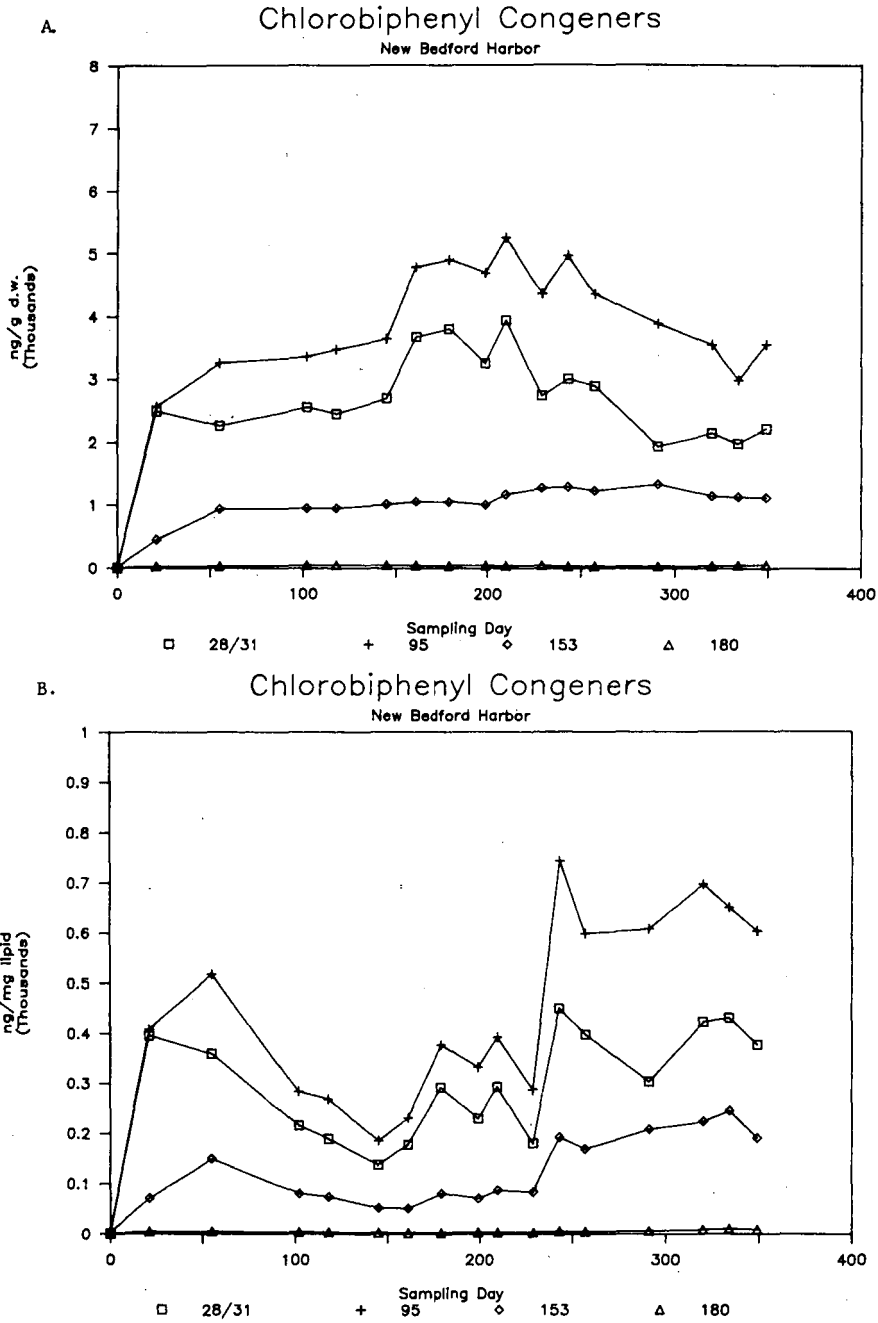 A.
Chlorobiphenyl Congeners
New Bedford Harbor
8
7
6
5
4
3
2
1
0
ng/g d.w.
(Thousands)
0 100 200 300 400
Sampling Day
28/31 95 153 180
B.
Chlorobiphenyl Congeners
New Bedford Harbor
1
0.9
0.8
0.7
0.6
0.5
0.4
0.3
0.2
0.1
0
ng/mg lipid
(Thousands)
0 100 200 300 400
Sampling Day
28/31 95 153 180